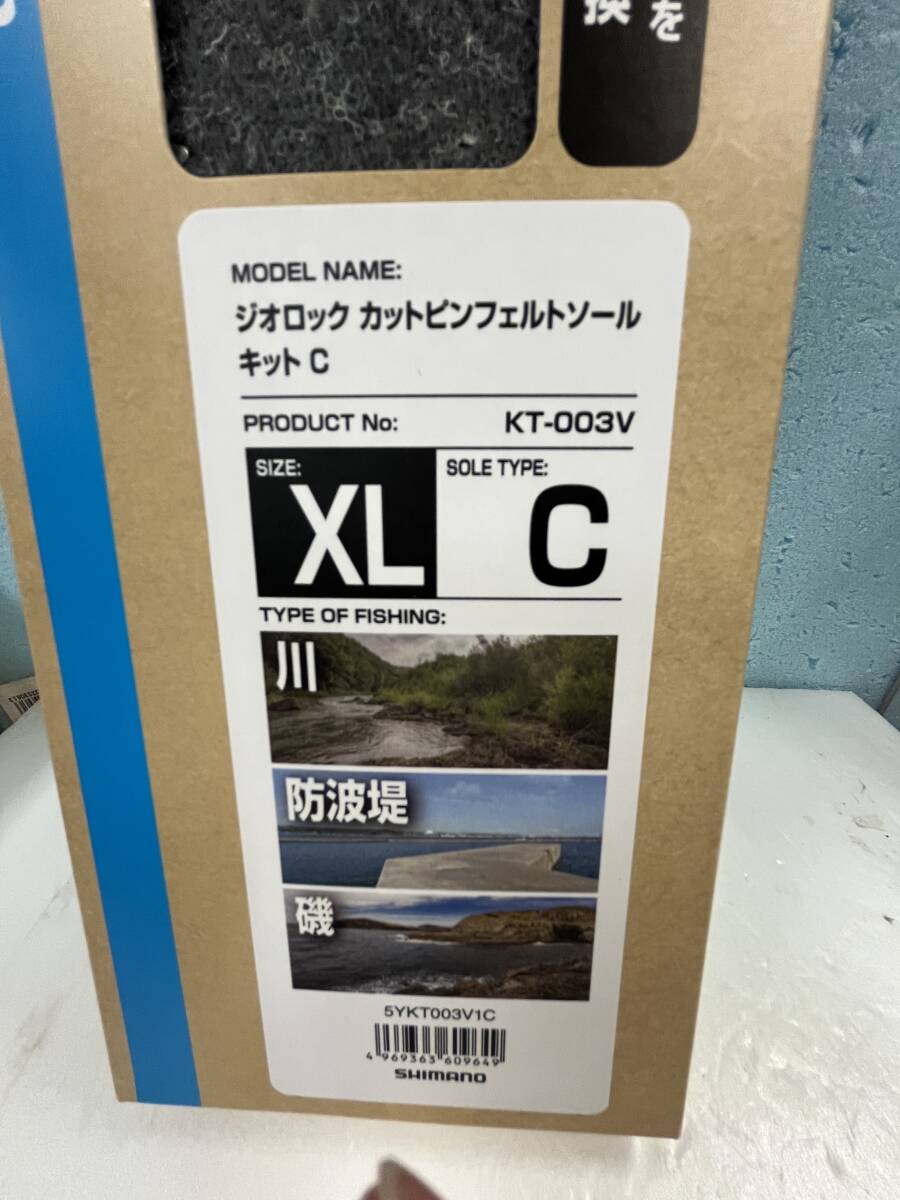 を
換
MODEL NAME:
ジオロック カットピンフェルトソール
キット C
PRODUCT No: KT-003V
SIZE: XL
SOLE TYPE: C
TYPE OF FISHING:
川
防波堤
磯
5YKT003V1C
4969363 609649
SHIMANO